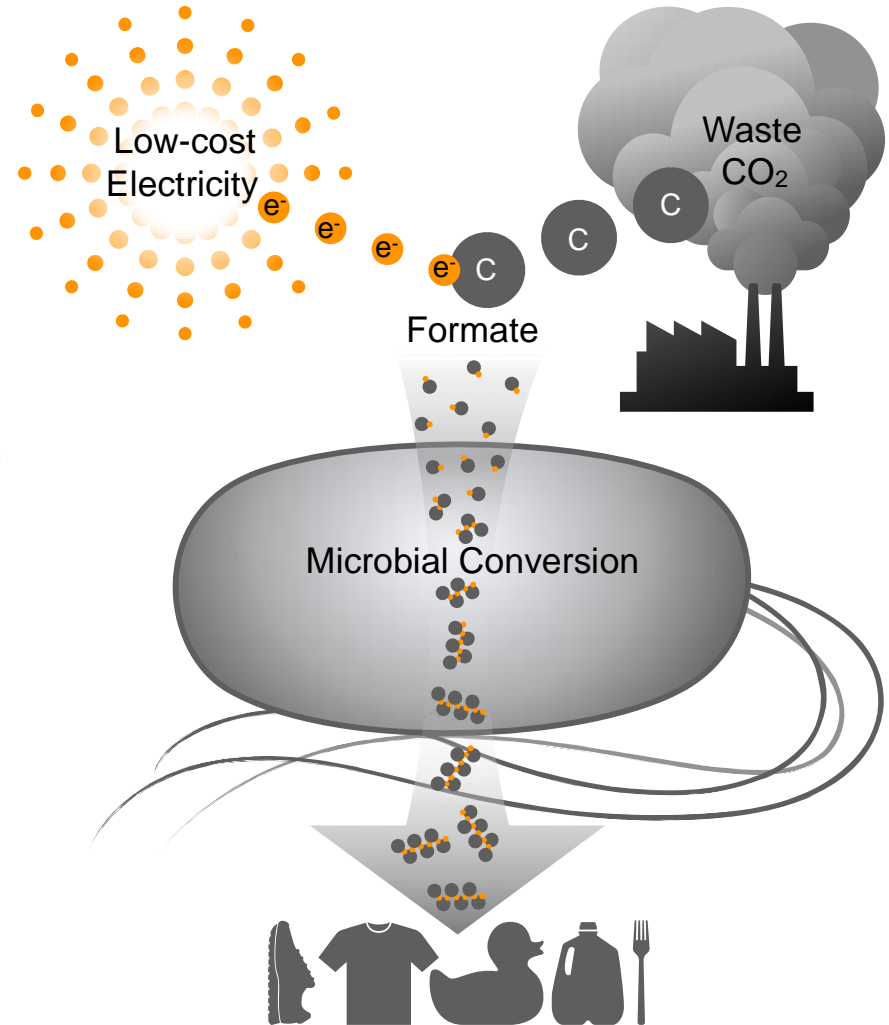 Low-cost
Electricity
Waste
CO₂
e⁻
e⁻
e⁻
e⁻
C
C
C
Formate
Microbial Conversion